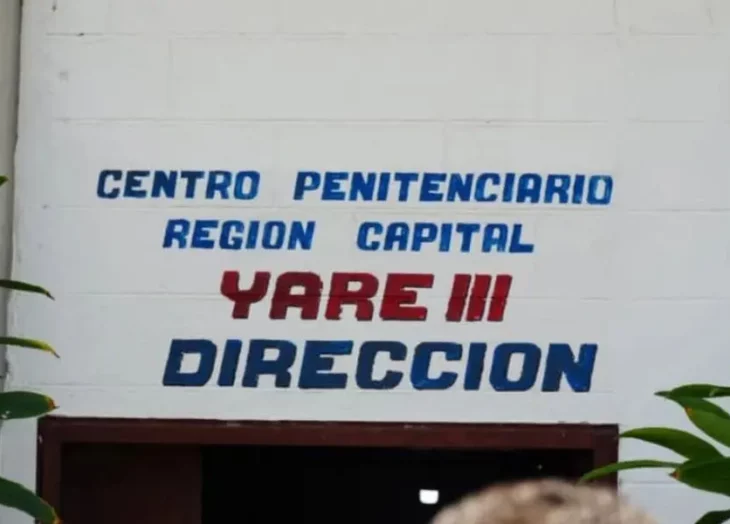 CENTRO PENITENCIARIO
REGION CAPITAL
YARE III
DIRECCION